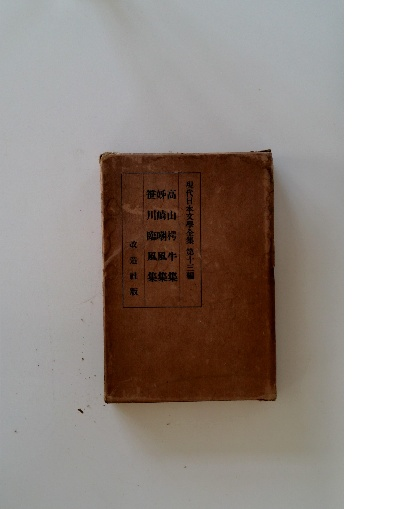 現代日本文學全集 第十三編
高山樗牛集
姉崎嘲風集
笹川臨風集
改造社版